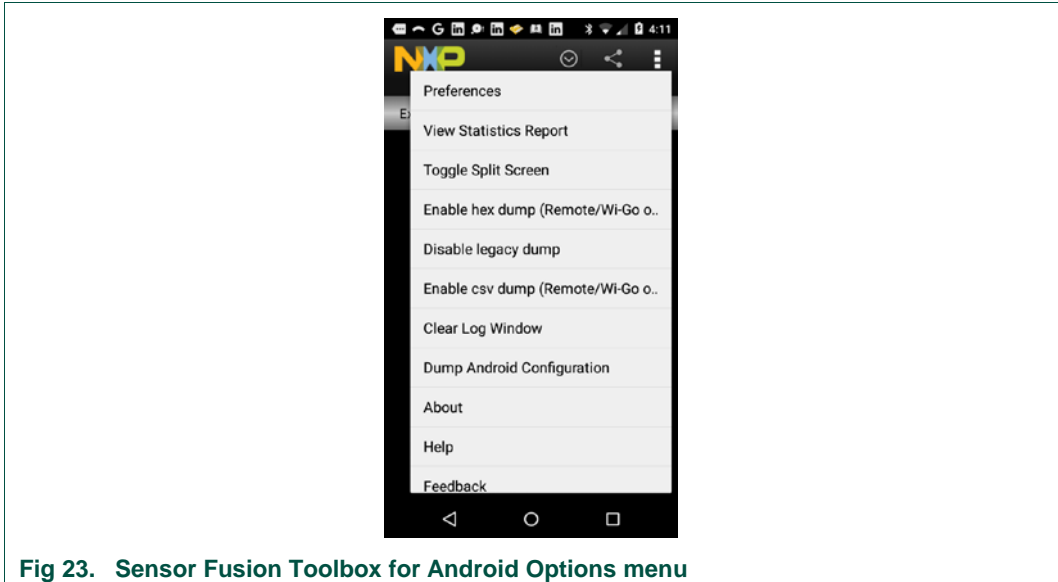 4:11
NXP
Ex
Preferences
View Statistics Report
Toggle Split Screen
Enable hex dump (Remote/Wi-Go o..
Disable legacy dump
Enable csv dump (Remote/Wi-Go o..
Clear Log Window
Dump Android Configuration
About
Help
Feedback
Fig 23. Sensor Fusion Toolbox for Android Options menu